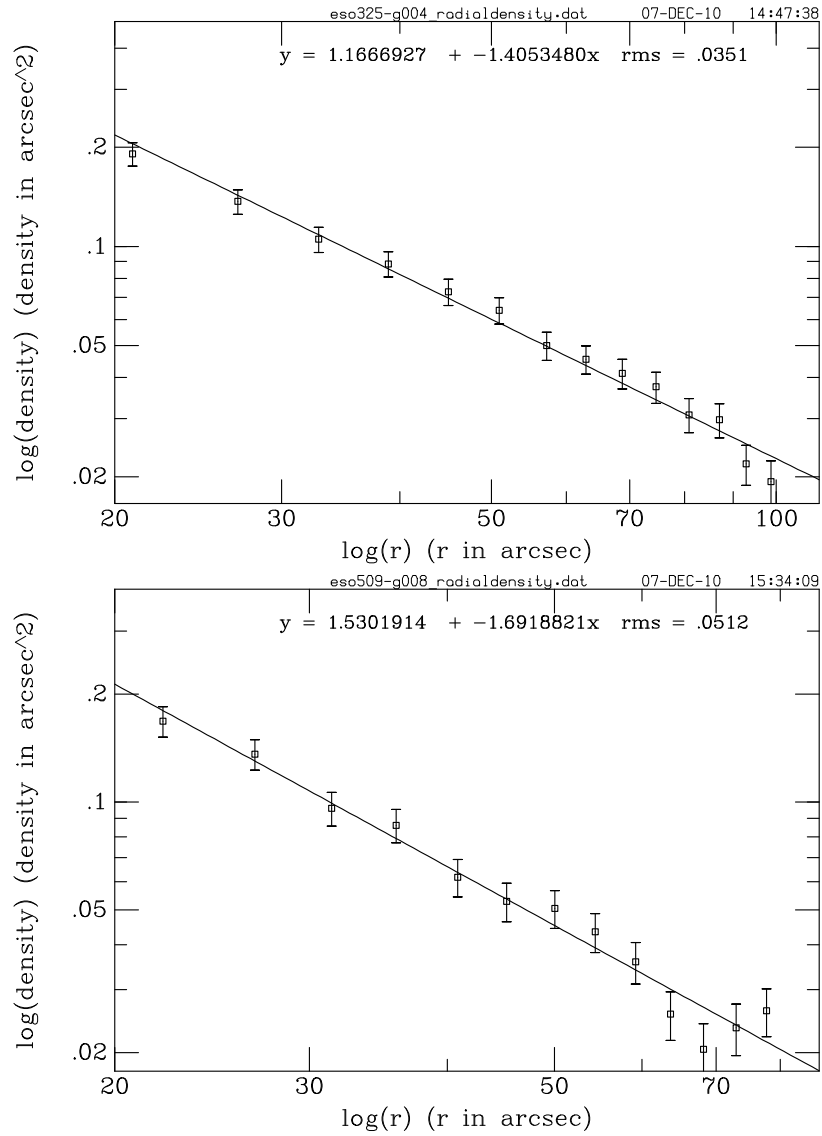 eso325-g004_radialdensity.dat 07-DEC-10 14:47:38
y = 1.1666927 + -1.4053480x rms = .0351
log(density) (density in arcsec^2)
.2
.1
.05
.02
20 30 50 70 100
log(r) (r in arcsec)
eso509-g008_radialdensity.dat 07-DEC-10 15:34:09
y = 1.5301914 + -1.6918821x rms = .0512
log(density) (density in arcsec^2)
.2
.1
.05
.02
20 30 50 70
log(r) (r in arcsec)